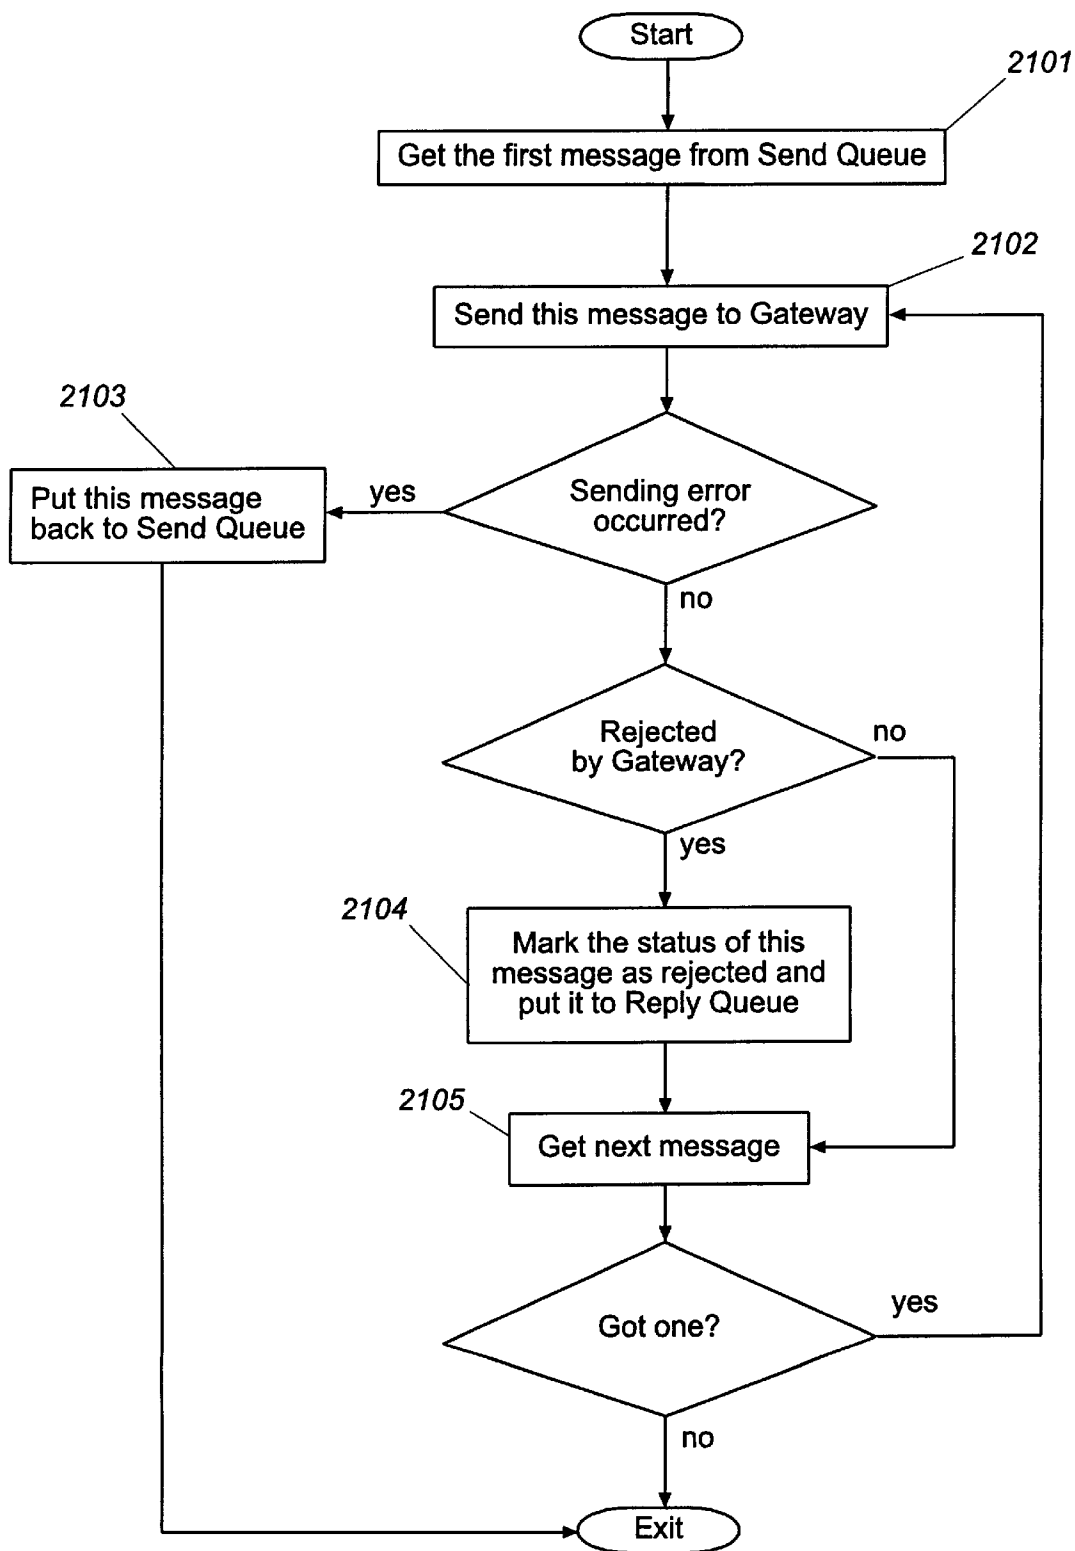 Start
2101
Get the first message from Send Queue
2102
Send this message to Gateway
2103
Put this message
back to Send Queue
yes
Sending error
occurred?
no
Rejected
by Gateway?
no
yes
2104
Mark the status of this
message as rejected and
put it to Reply Queue
2105
Get next message
Got one?
yes
no
Exit